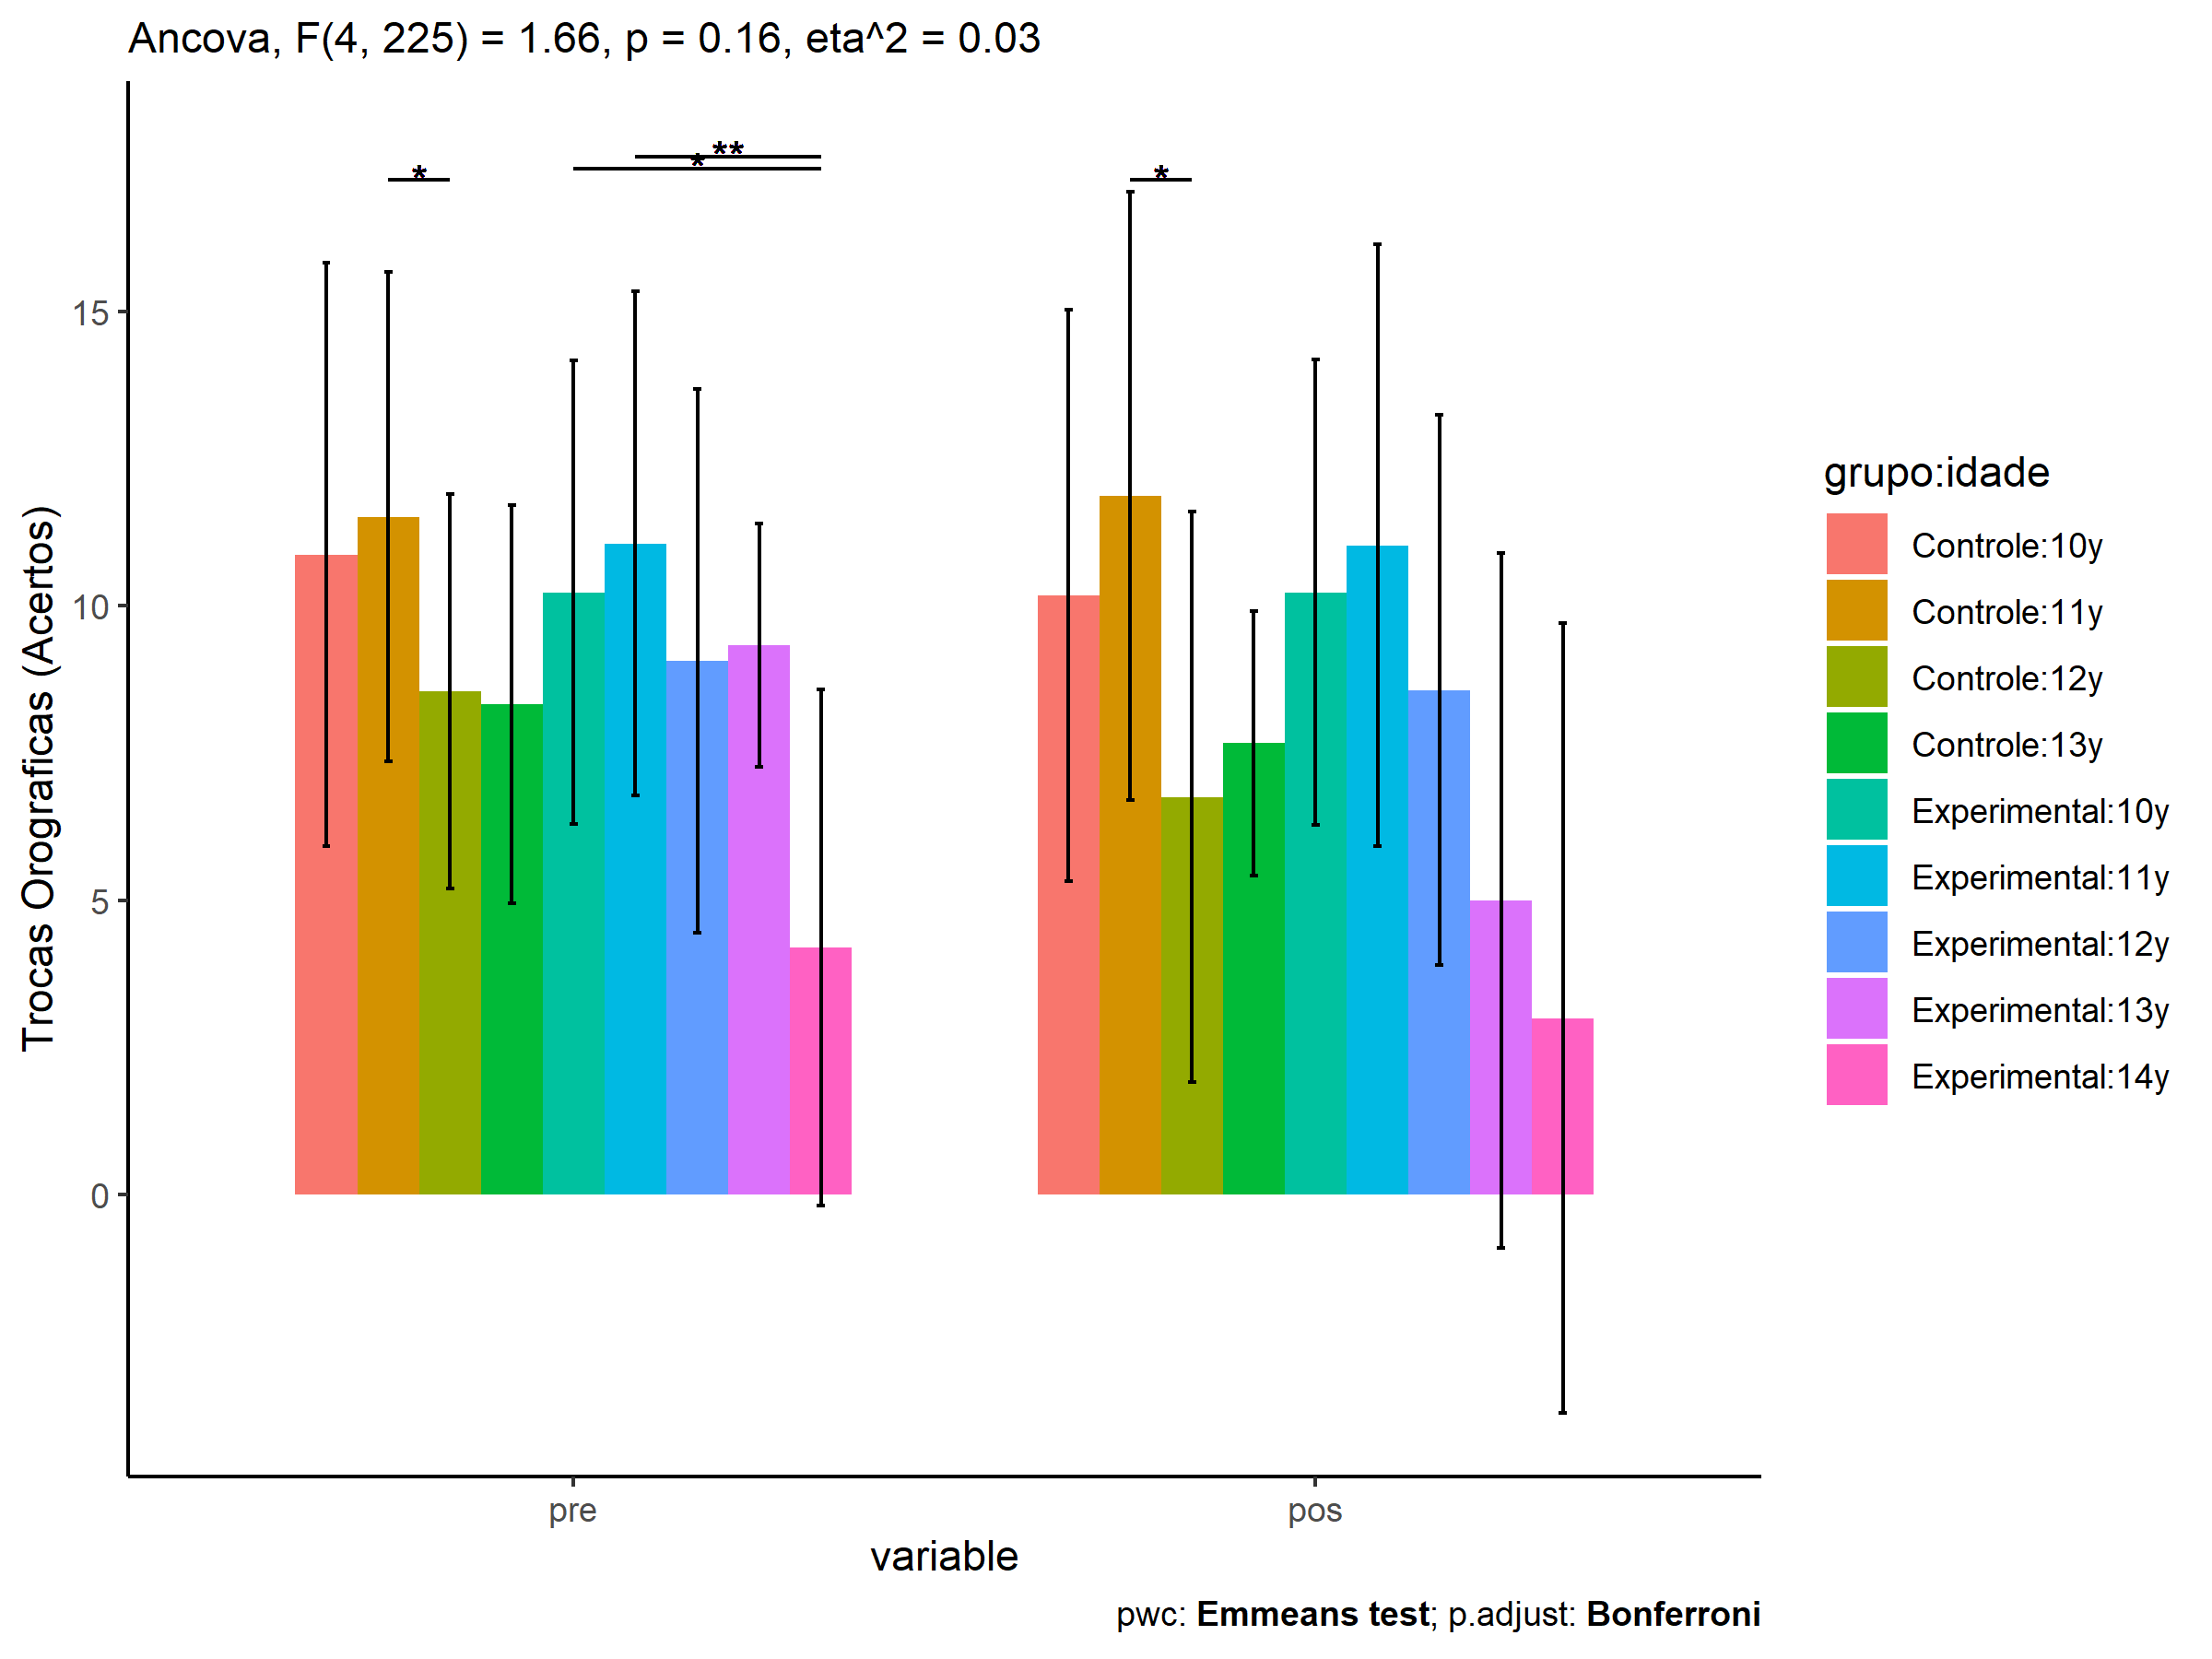 Ancova, F(4, 225) = 1.66, p = 0.16, eta^2 = 0.03
**
*
*
*
15
10
5
0
Trocas Orograficas (Acertos)
pre
pos
variable
grupo:idade
Controle:10y
Controle:11y
Controle:12y
Controle:13y
Experimental:10y
Experimental:11y
Experimental:12y
Experimental:13y
Experimental:14y
pwc: Emmeans test; p.adjust: Bonferroni